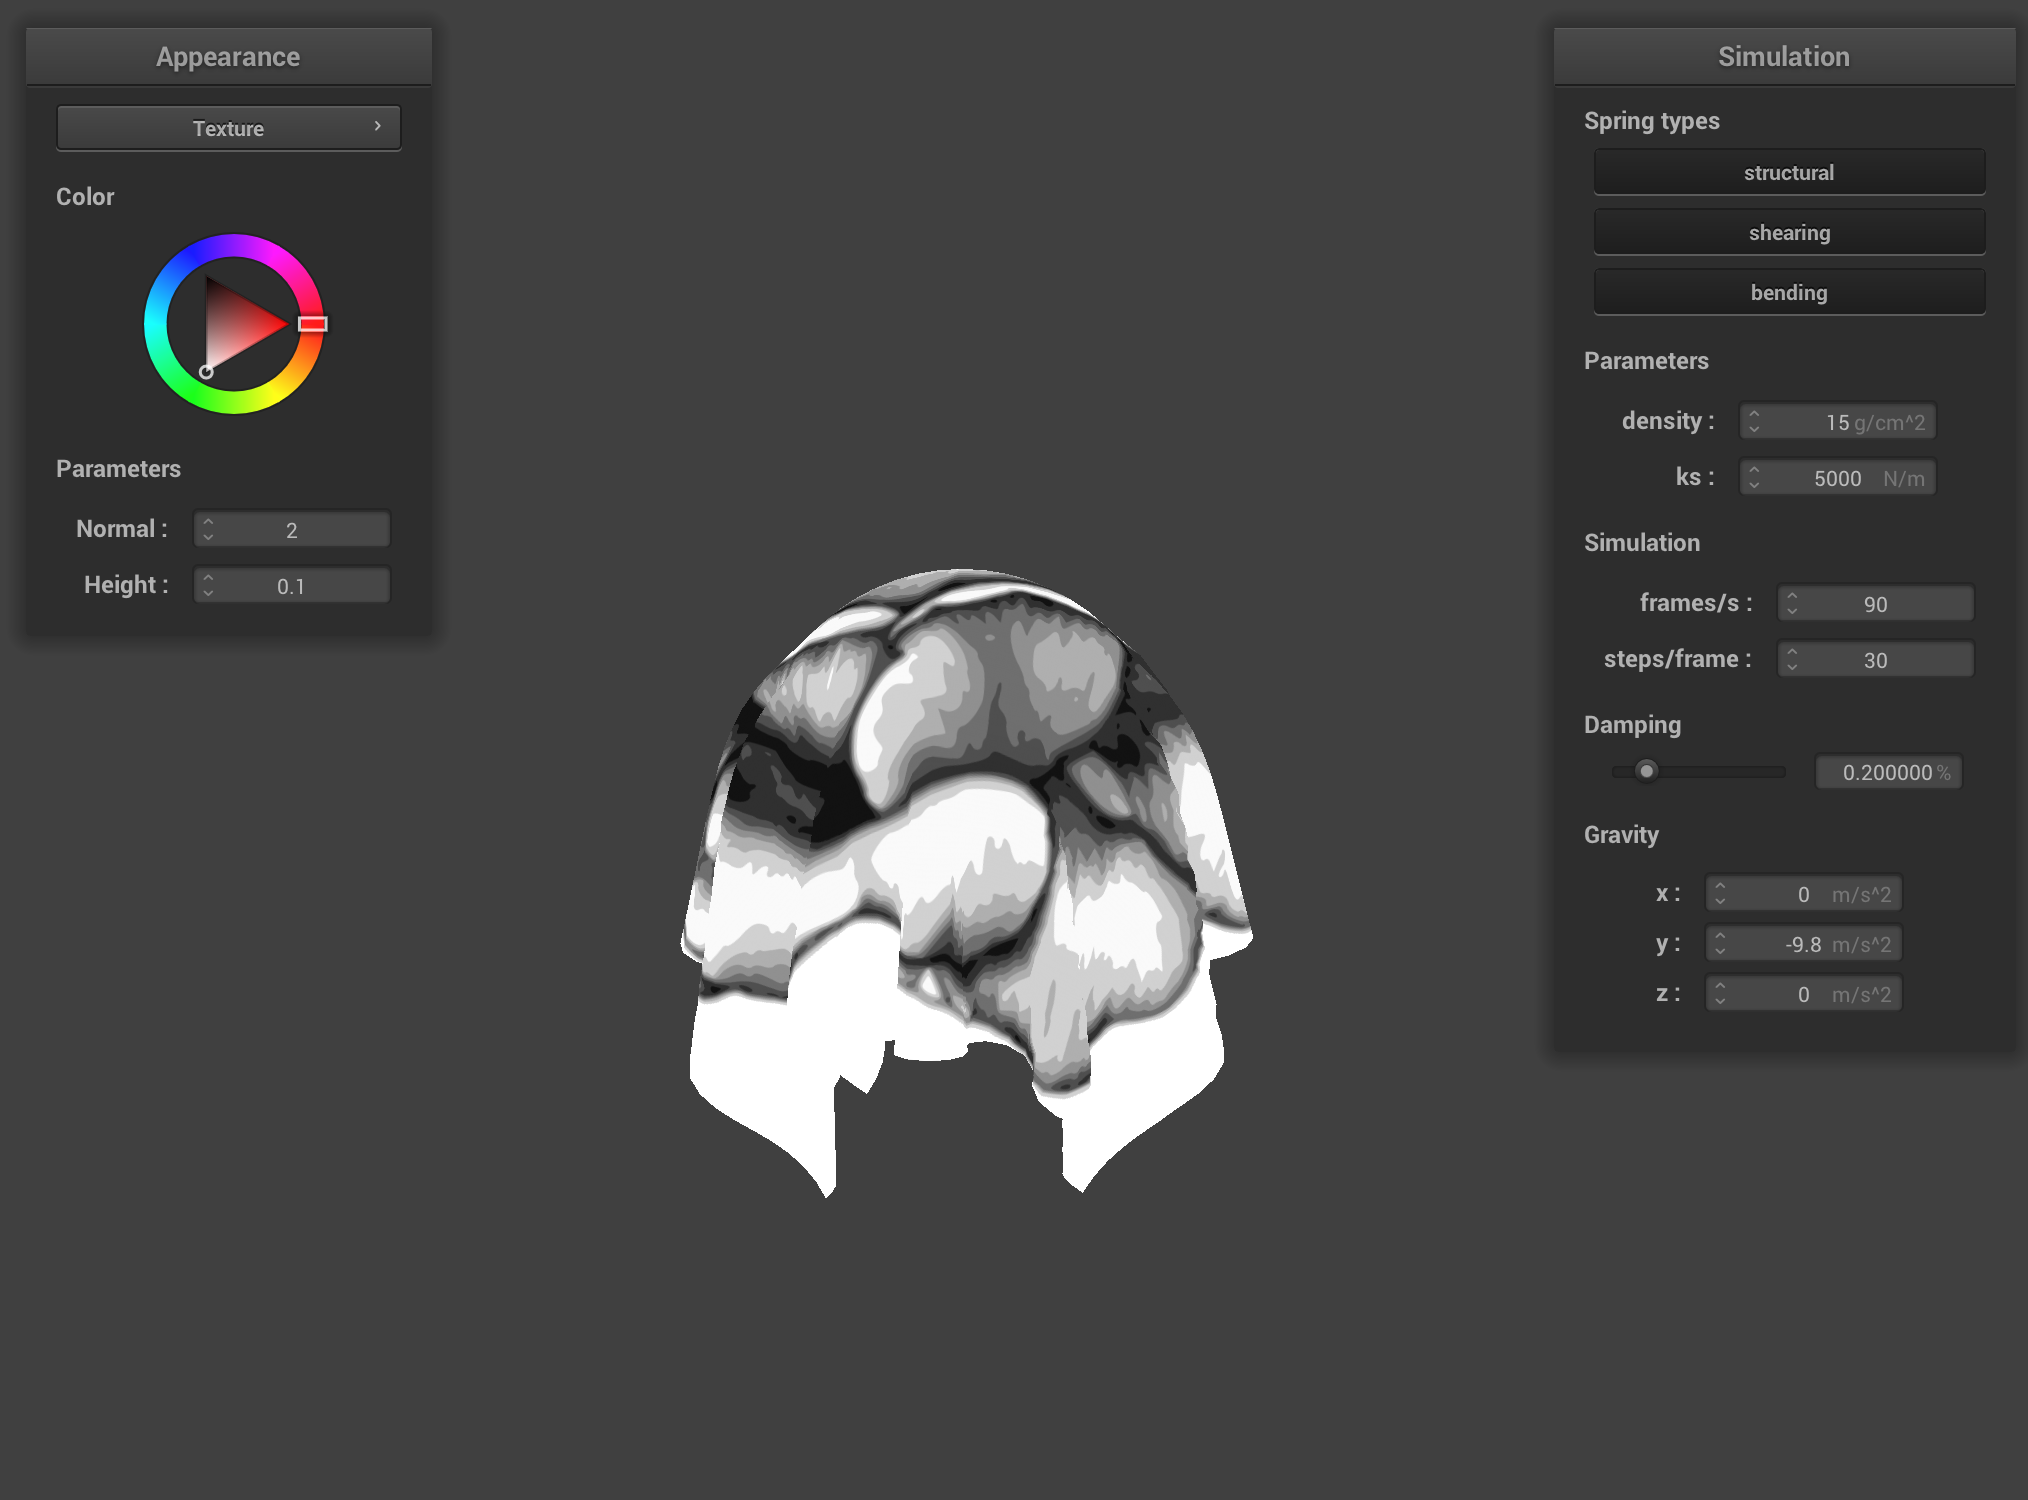 Appearance
Texture
Color
Parameters
Normal : 2
Height : 0.1
Simulation
Spring types
structural
shearing
bending
Parameters
density : 15 g/cm^2
ks : 5000 N/m
Simulation
frames/s : 90
steps/frame : 30
Damping
0.200000 %
Gravity
x : 0 m/s^2
y : -9.8 m/s^2
z : 0 m/s^2